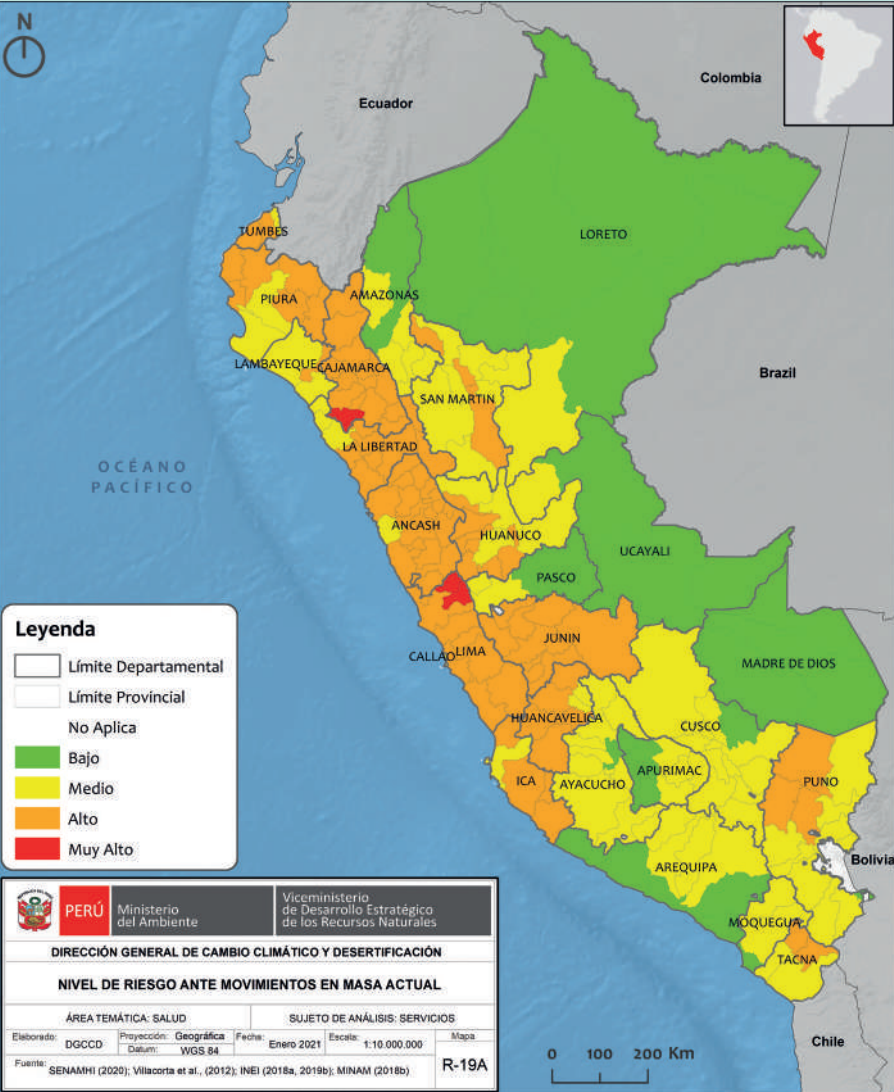 N
Colombia
Ecuador
TUMBES
LORETO
PIURA
AMAZONAS
LAMBAYEQUE
CAJAMARCA
Brazil
SAN MARTIN
LA LIBERTAD
OCÉANO
PACÍFICO
ANCASH
HUANUCO
UCAYALI
PASCO
JUNIN
CALLAO
LIMA
MADRE DE DIOS
HUANCAVELICA
CUSCO
ICA
AYACUCHO
APURIMAC
PUNO
AREQUIPA
Bolivia
MOQUEGUA
TACNA
Chile
Leyenda
Límite Departamental
Límite Provincial
No Aplica
Bajo
Medio
Alto
Muy Alto
PERÚ
Ministerio
del Ambiente
Viceministerio
de Desarrollo Estratégico
de los Recursos Naturales
DIRECCIÓN GENERAL DE CAMBIO CLIMÁTICO Y DESERTIFICACIÓN
NIVEL DE RIESGO ANTE MOVIMIENTOS EN MASA ACTUAL
ÁREA TEMÁTICA: SALUD
SUJETO DE ANÁLISIS: SERVICIOS
Elaborado: DGCCD
Proyección: Geográfica
Datum: WGS 84
Fecha: Enero 2021
Escala: 1:10.000.000
Mapa
R-19A
Fuente: SENAMHI (2020); Villacorta et al., (2012); INEI (2018a, 2019b); MINAM (2018b)
0 100 200 Km